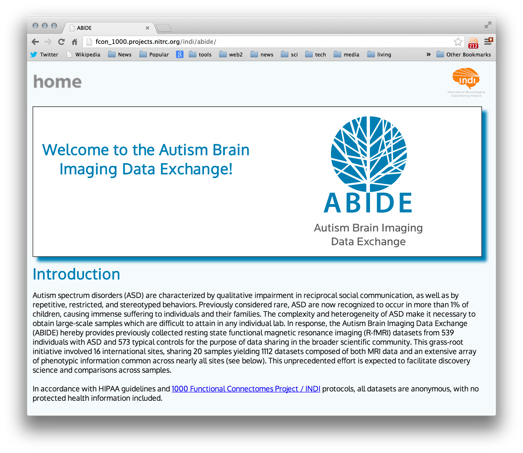 ABIDE
fcon_1000.projects.nitrc.org/indi/abide/
212
Twitter Wikipedia News Popular tools web2 news sci tech media living » Other Bookmarks
home
indi
Welcome to the Autism Brain
Imaging Data Exchange!
ABIDE
Autism Brain Imaging
Data Exchange
Introduction
Autism spectrum disorders (ASD) are characterized by qualitative impairment in reciprocal social communication, as well as by
repetitive, restricted, and stereotyped behaviors. Previously considered rare, ASD are now recognized to occur in more than 1% of
children, causing immense suffering to individuals and their families. The complexity and heterogeneity of ASD make it necessary to
obtain large-scale samples which are difficult to attain in any individual lab. In response, the Autism Brain Imaging Data Exchange
(ABIDE) hereby provides previously collected resting state functional magnetic resonance imaging (R-fMRI) datasets from 539
individuals with ASD and 573 typical controls for the purpose of data sharing in the broader scientific community. This grass-root
initiative involved 16 international sites, sharing 20 samples yielding 1112 datasets composed of both MRI data and an extensive array
of phenotypic information common across nearly all sites (see below). This unprecedented effort is expected to facilitate discovery
science and comparisons across samples.
In accordance with HIPAA guidelines and 1000 Functional Connectomes Project / INDI protocols, all datasets are anonymous, with no
protected health information included.